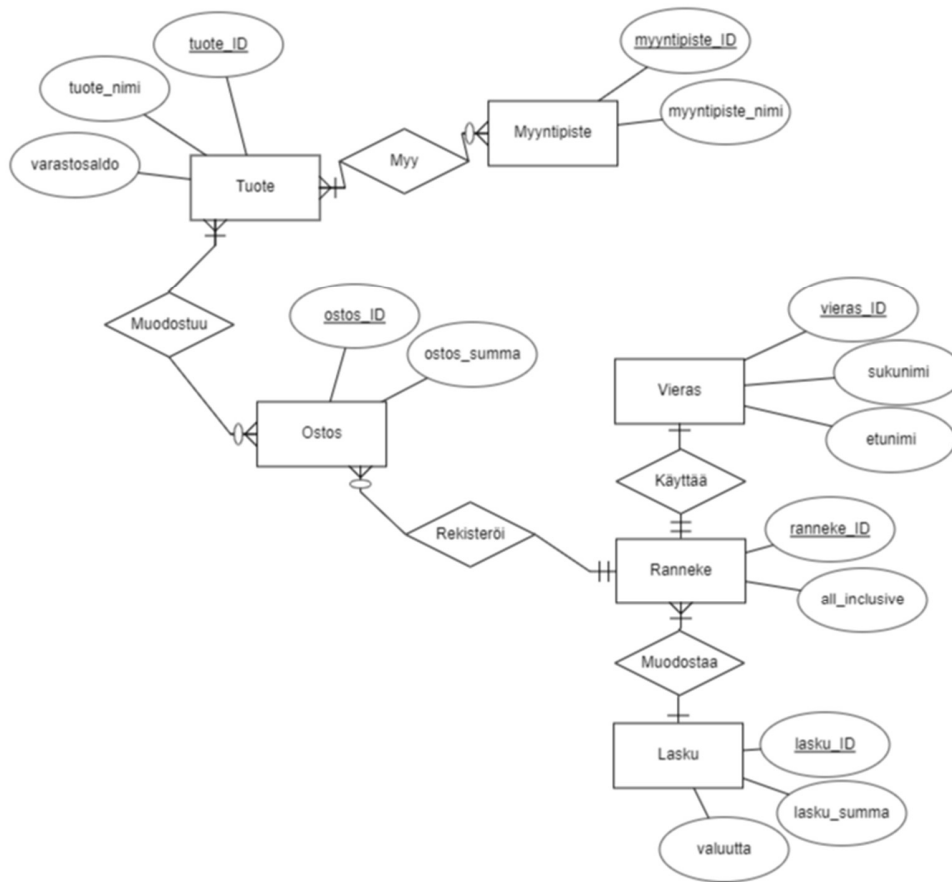 tuote_ID
myyntipiste_ID
tuote_nimi
myyntipiste_nimi
Myyntipiste
varastosaldo
Myy
Tuote
vieras_ID
ostos_ID
Muodostuu
ostos_summa
sukunimi
Vieras
Ostos
etunimi
Käyttää
ranneke_ID
Rekisteröi
Ranneke
all_inclusive
Muodostaa
lasku_ID
Lasku
lasku_summa
valuutta